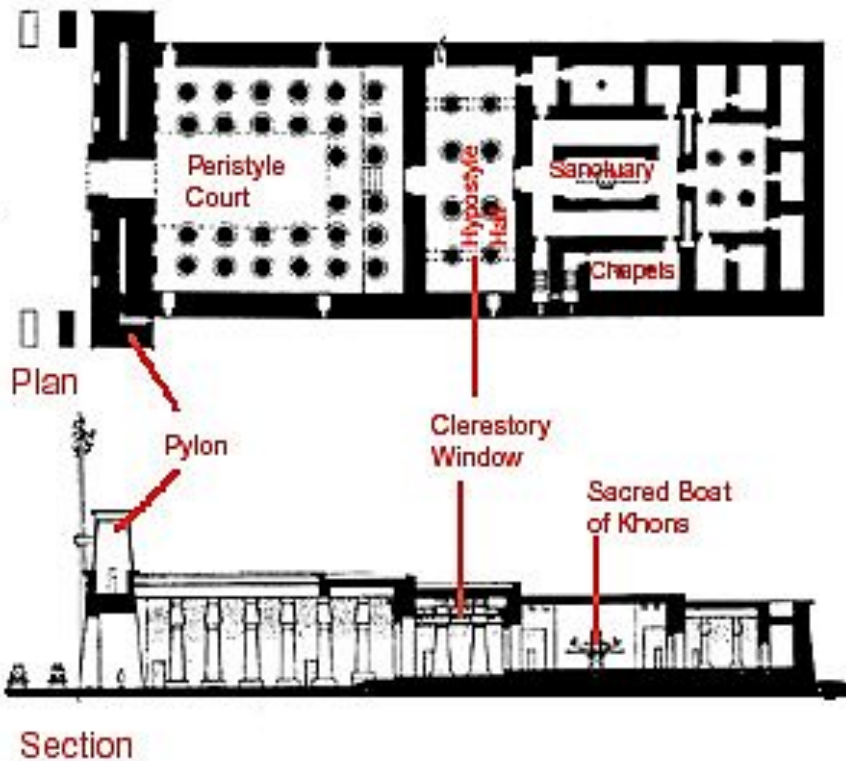 Peristyle
Court
Hypostyle
Hall
Sanctuary
Chapels
Plan
Pylon
Clerestory
Window
Sacred Boat
of Khons
Section